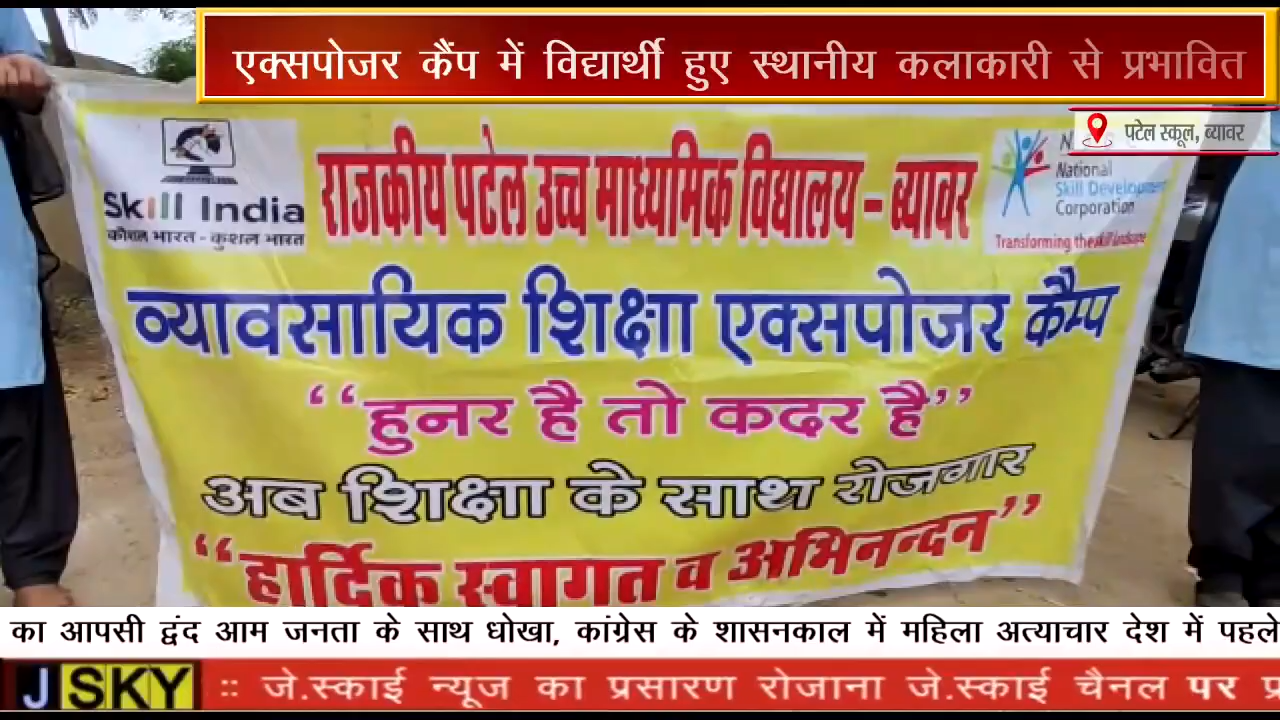 एक्सपोजर कैंप में विद्यार्थी हुए स्थानीय कलाकारी से प्रभावित
पटेल स्कूल, ब्यावर
Skill India
कौशल भारत - कुशल भारत
राजकीय पटेल उच्च माध्यमिक विद्यालय - ब्यावर
National
Skill Development
Corporation
Transforming the skill landscape
व्यावसायिक शिक्षा एक्सपोजर कैम्प
“हुनर है तो कदर है”
अब शिक्षा के साथ रोजगार
“हार्दिक स्वागत व अभिनन्दन”
का आपसी द्वंद आम जनता के साथ धोखा, कांग्रेस के शासनकाल में महिला अत्याचार देश में पहले
J SKY :: जे.स्काई न्यूज का प्रसारण रोजाना जे.स्काई चैनल पर